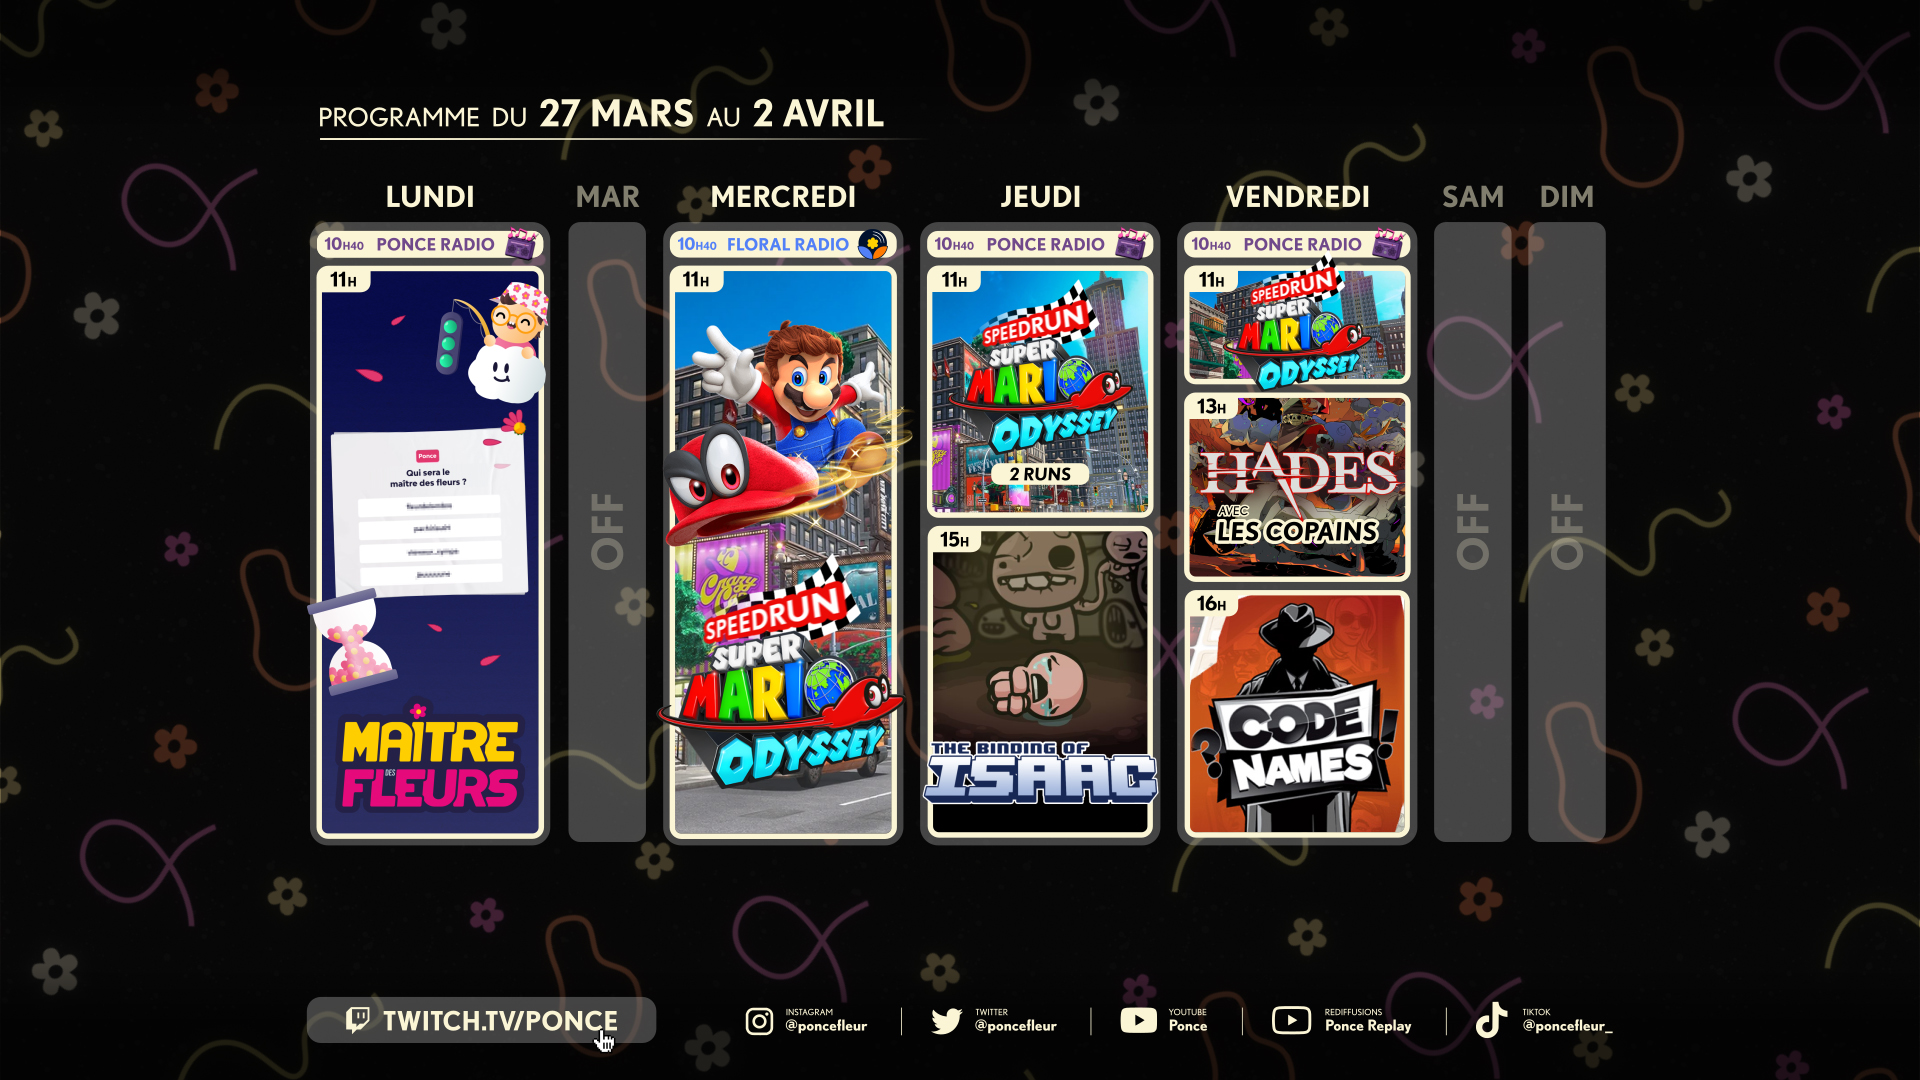 PROGRAMME DU 27 MARS AU 2 AVRIL
LUNDI
10H40 PONCE RADIO
11H
Ponce
Qui sera le
maître des fleurs ?
MAÎTRE
DES
FLEURS
MAR
OFF
MERCREDI
10H40 FLORAL RADIO
11H
SPEEDRUN
SUPER
MARIO
ODYSSEY
JEUDI
10H40 PONCE RADIO
11H
SPEEDRUN
SUPER
MARIO
ODYSSEY
2 RUNS
15H
THE BINDING OF
ISAAC
VENDREDI
10H40 PONCE RADIO
11H
SPEEDRUN
SUPER
MARIO
ODYSSEY
13H
HADES
AVEC
LES COPAINS
16H
CODE
NAMES
SAM
OFF
DIM
OFF
TWITCH.TV/PONCE
INSTAGRAM
@poncefleur
TWITTER
@poncefleur
YOUTUBE
Ponce
REDIFFUSIONS
Ponce Replay
TIKTOK
@poncefleur_